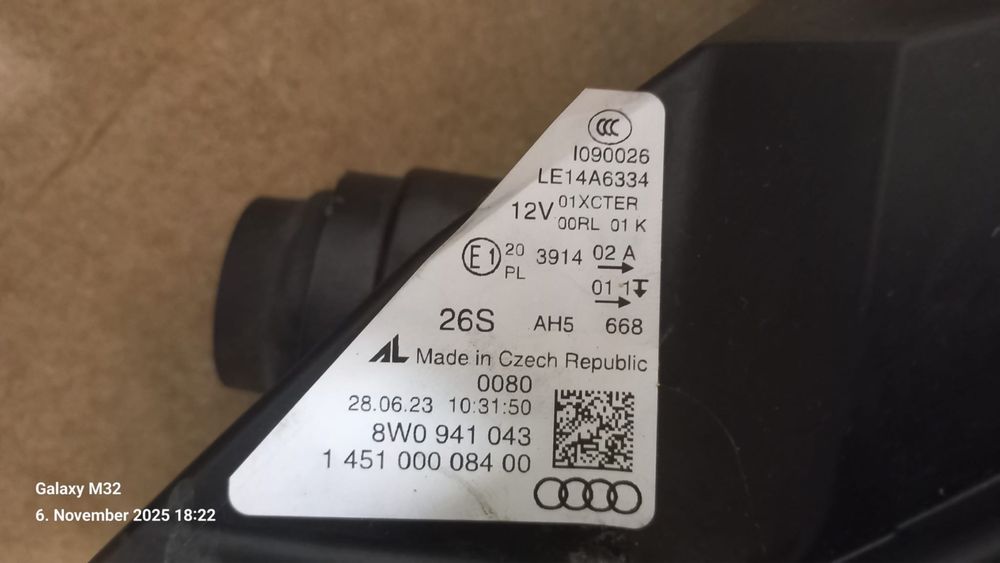 CCC
I090026
LE14A6334
12V 01XCTER
00RL 01 K
E1 20 PL 3914 02 A
01 1
26S AH5 668
AL Made in Czech Republic
0080
28.06.23 10:31:50
8W0 941 043
1 451 000 084 00
Galaxy M32
6. November 2025 18:22